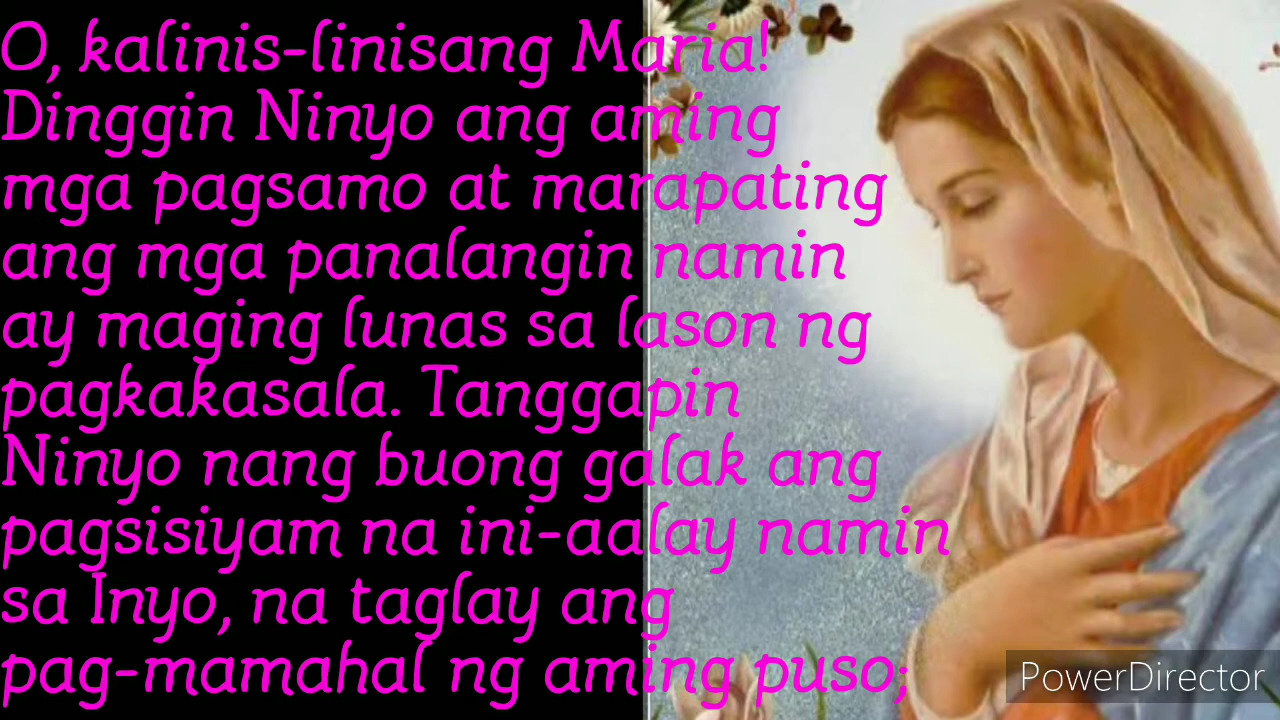 O, kalinis-linisang Maria!
Dinggin Ninyo ang aming
mga pagsamo at marapating
ang mga panalangin namin
ay maging lunas sa lason ng
pagkakasala. Tanggapin
Ninyo nang buong galak ang
pagsisiyam na ini-aalay namin
sa Inyo, na taglay ang
pag-mamahal ng aming puso;
PowerDirector